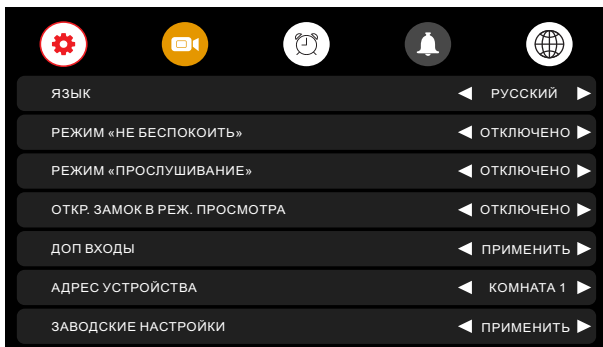 ЯЗЫК РУССКИЙ
РЕЖИМ «НЕ БЕСПОКОИТЬ» ОТКЛЮЧЕНО
РЕЖИМ «ПРОСЛУШИВАНИЕ» ОТКЛЮЧЕНО
ОТКР. ЗАМОК В РЕЖ. ПРОСМОТРА ОТКЛЮЧЕНО
ДОП ВХОДЫ ПРИМЕНИТЬ
АДРЕС УСТРОЙСТВА КОМНАТА 1
ЗАВОДСКИЕ НАСТРОЙКИ ПРИМЕНИТЬ